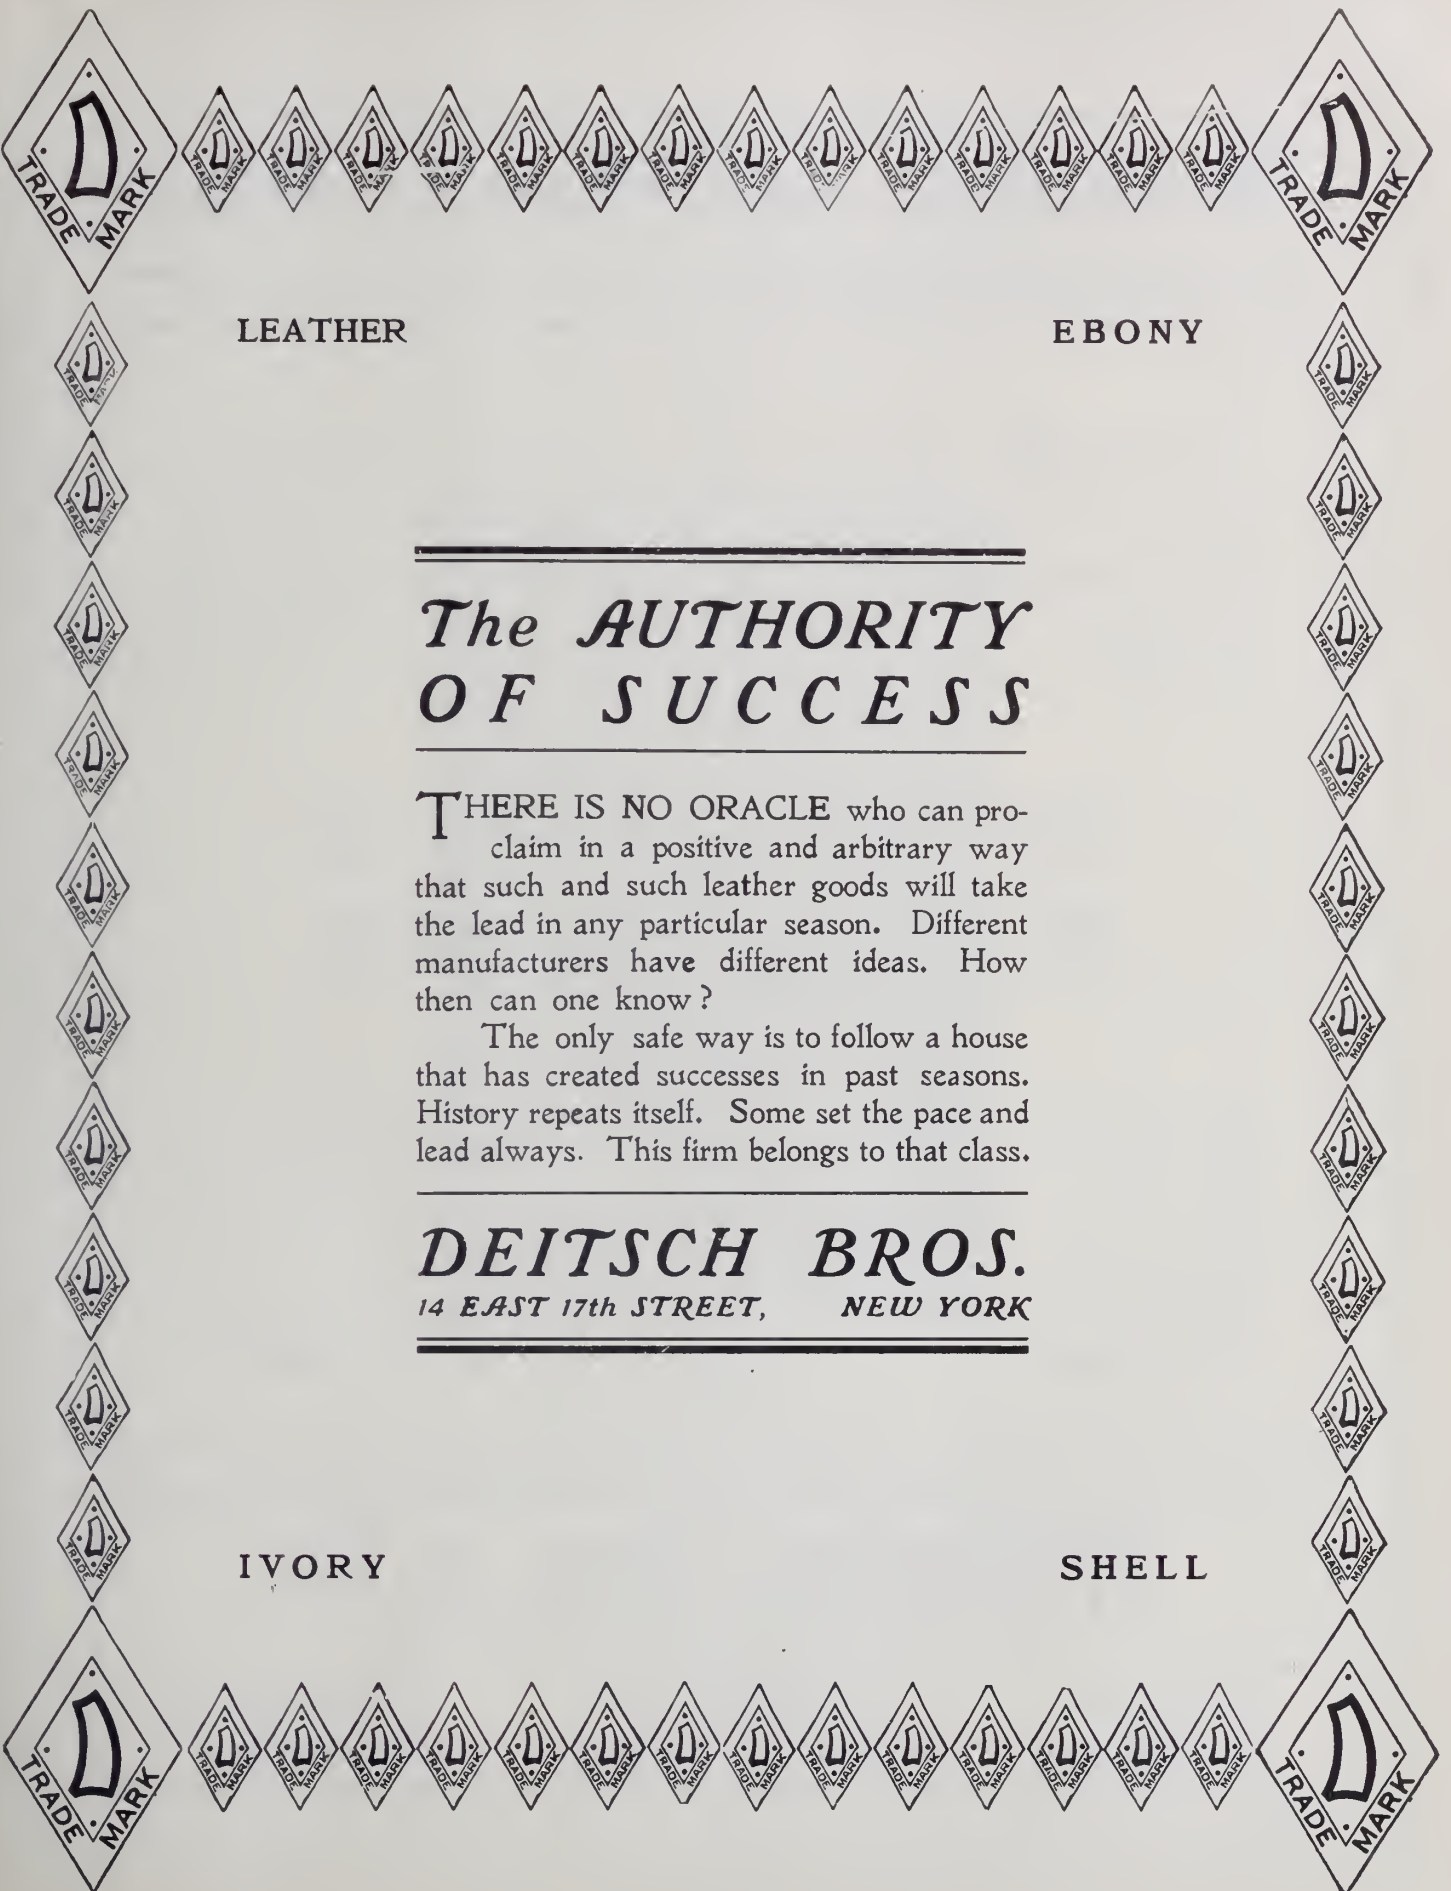 LEATHER
EBONY
The AUTHORITY
OF SUCCESS
THERE IS NO ORACLE who can pro-
claim in a positive and arbitrary way
that such and such leather goods will take
the lead in any particular season. Different
manufacturers have different ideas. How
then can one know?
The only safe way is to follow a house
that has created successes in past seasons.
History repeats itself. Some set the pace and
lead always. This firm belongs to that class.
DEITSCH BROS.
14 EAST 17th STREET, NEW YORK
IVORY
SHELL
D TRADE MARK